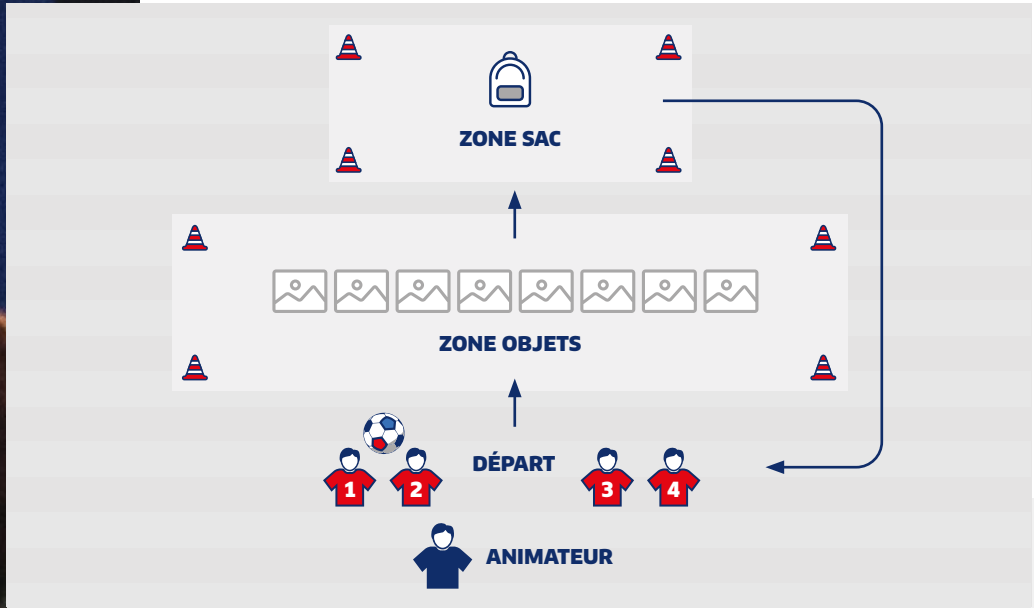 ZONE SAC
ZONE OBJETS
DÉPART
1 2 3 4
ANIMATEUR